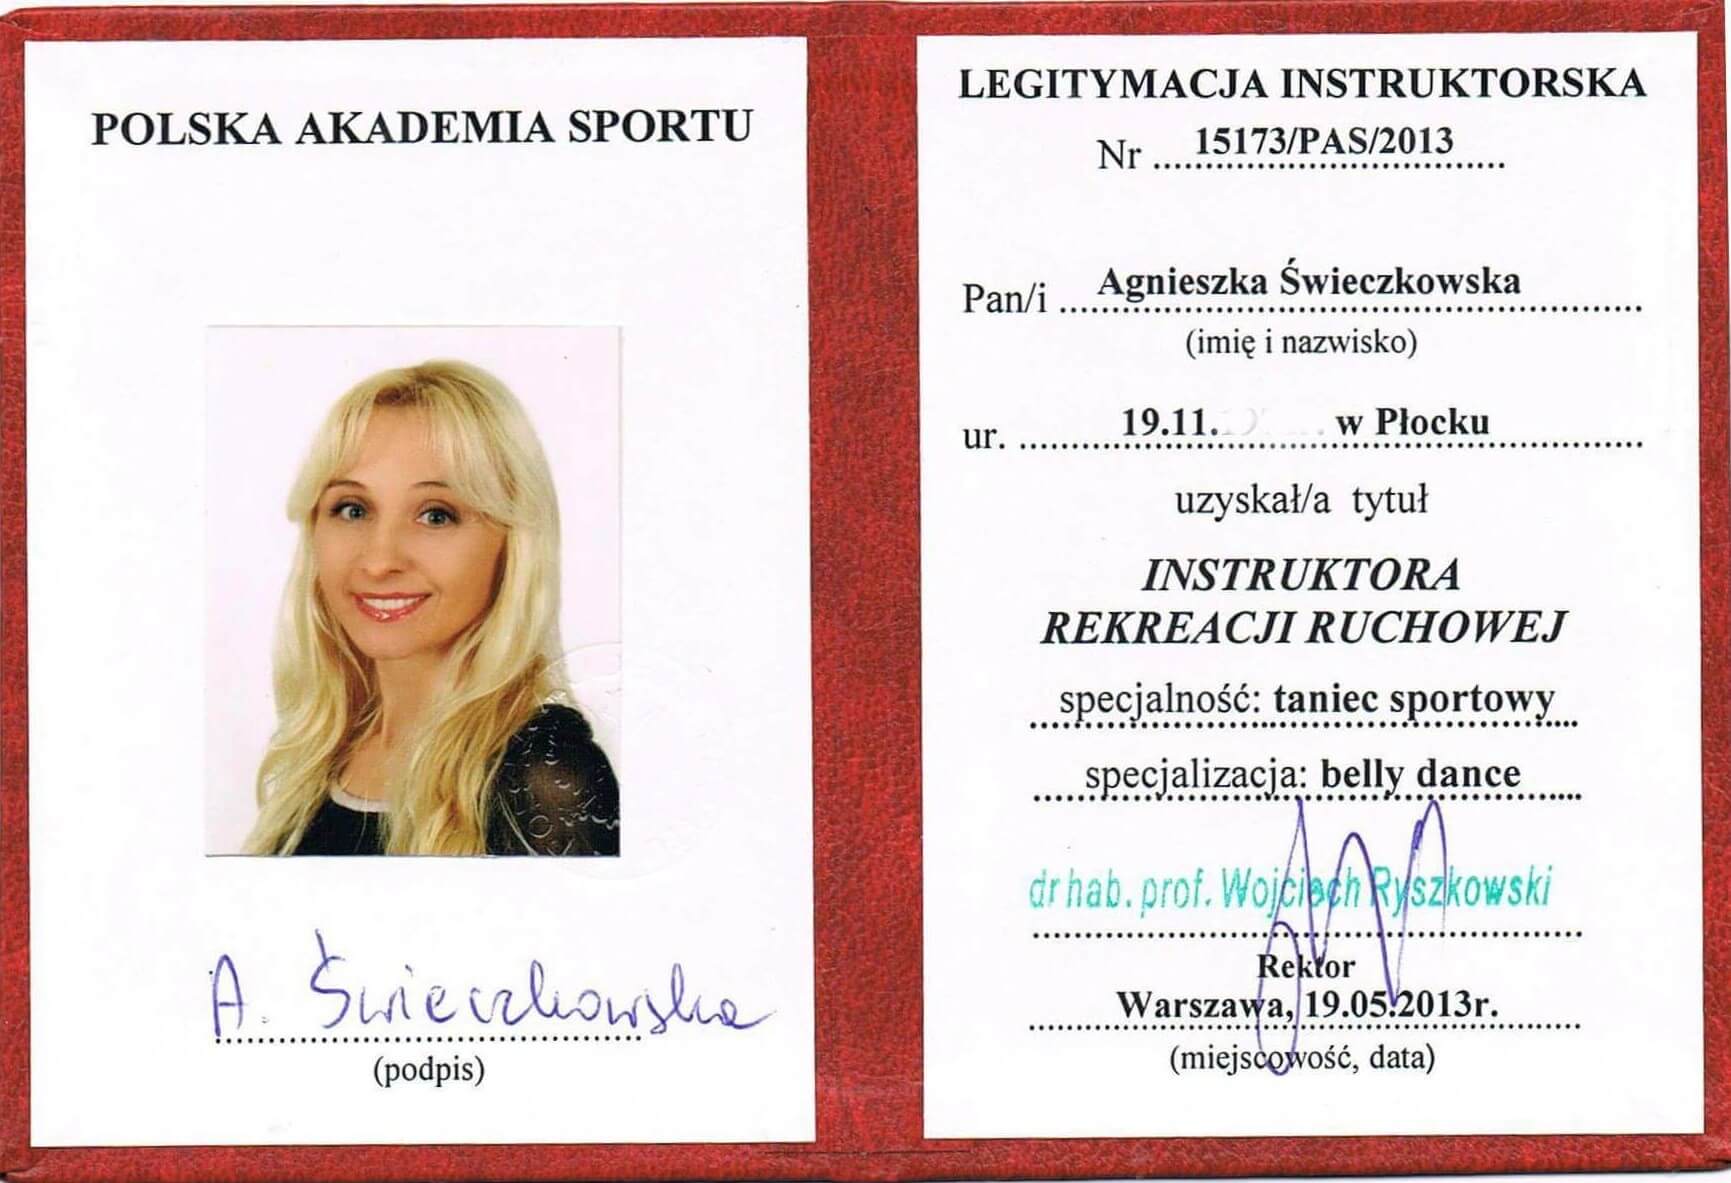 POLSKA AKADEMIA SPORTU
A. Świeczkowska
(podpis)
LEGITYMACJA INSTRUKTORSKA
Nr 15173/PAS/2013
Pan/i Agnieszka Świeczkowska
(imię i nazwisko)
ur. 19.11. w Płocku
uzyskał/a tytuł
INSTRUKTORA
REKREACJI RUCHOWEJ
specjalność: taniec sportowy
specjalizacja: belly dance
dr hab. prof. Wojciech Ryszkowski
Rektor
Warszawa, 19.05.2013r.
(miejscowość, data)